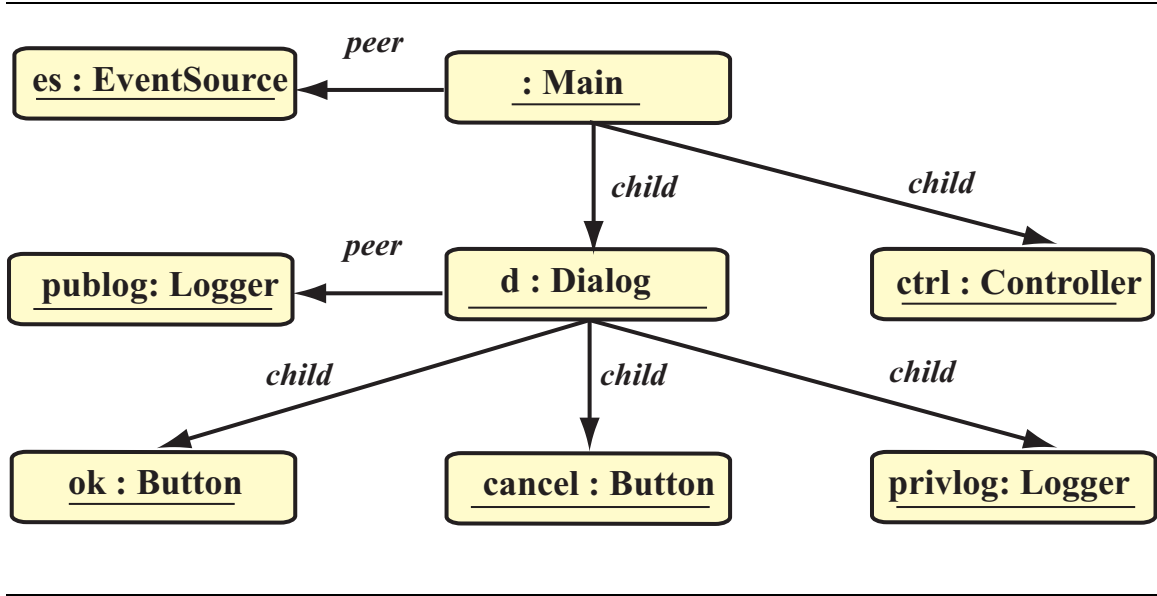 peer
es : EventSource
: Main
child
child
peer
publog: Logger
d : Dialog
ctrl : Controller
child
child
child
ok : Button
cancel : Button
privlog: Logger